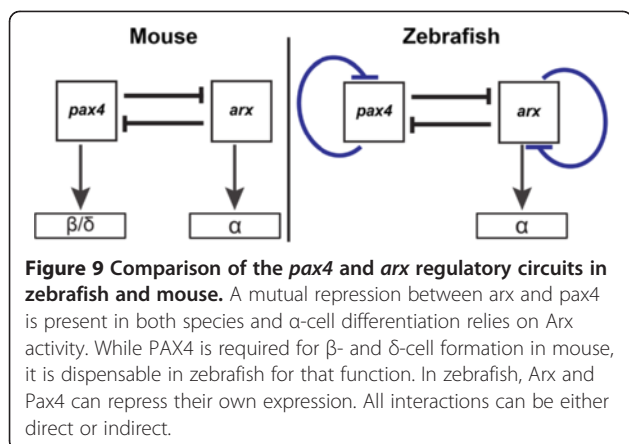 Mouse
Zebrafish
pax4
arx
pax4
arx
β/δ
α
α
Figure 9 Comparison of the pax4 and arx regulatory circuits in
zebrafish and mouse. A mutual repression between arx and pax4
is present in both species and α-cell differentiation relies on Arx
activity. While PAX4 is required for β- and δ-cell formation in mouse,
it is dispensable in zebrafish for that function. In zebrafish, Arx and
Pax4 can repress their own expression. All interactions can be either
direct or indirect.